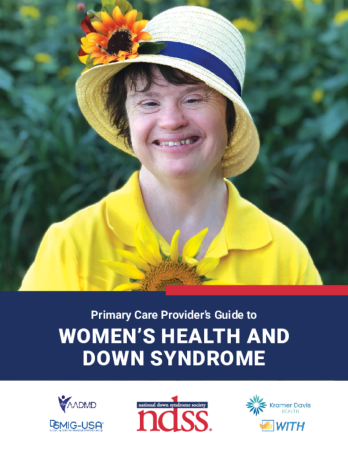 Primary Care Provider's Guide to
WOMEN'S HEALTH AND
DOWN SYNDROME
AADMD
national down syndrome society
ndss
Kramer Davis
HEALTH
DSMIG-USA
WITH